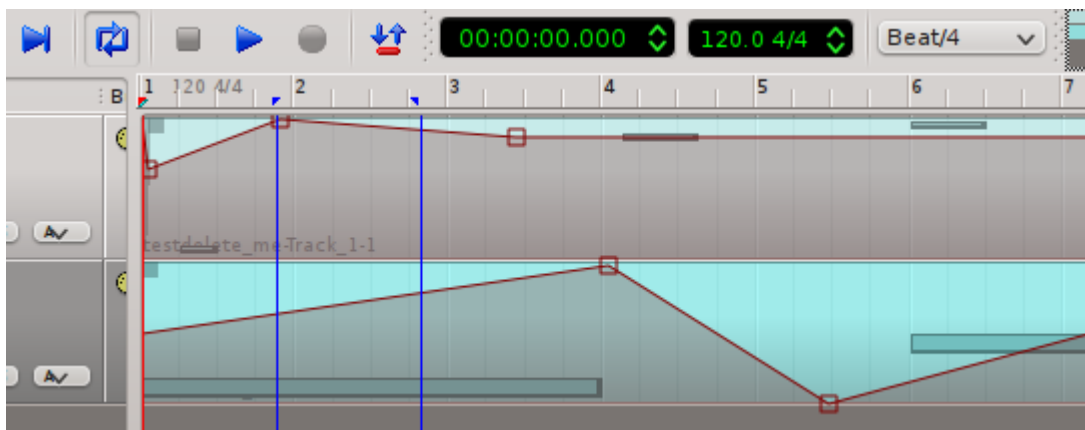 00:00:00.000 120.0 4/4 Beat/4
B 1 120 4/4 2 3 4 5 6 7
A
testdelete_me-Track_1-1
A